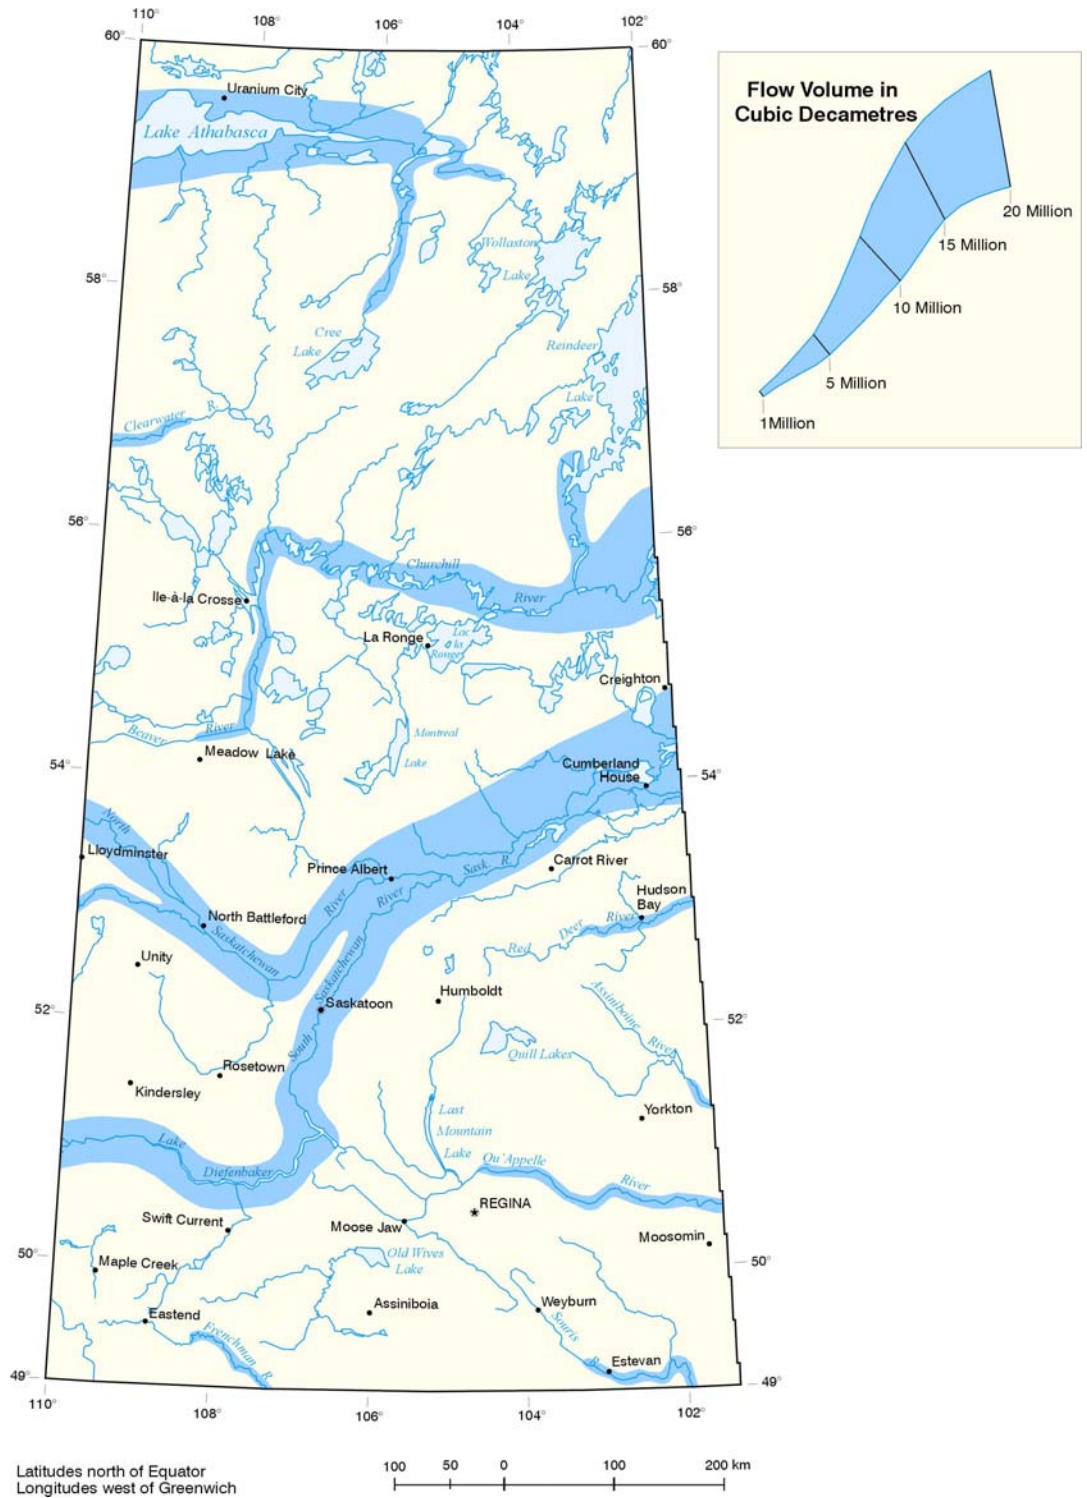 110°
108°
106°
104°
102°
60°
60°
Uranium City
Lake Athabasca
Flow Volume in
Cubic Decametres
20 Million
15 Million
10 Million
5 Million
1Million
Wollaston
Lake
58°
58°
Cree
Lake
Reindeer
Lake
Clearwater R.
56°
56°
Churchill
River
Ile-à-la Crosse
La Ronge
Lac
la
Ronge
Creighton
Beaver River
Meadow Lake
Montreal
Lake
54°
54°
Cumberland
House
North
Lloydminster
Prince Albert
Sask. R.
Carrot River
River
River
Hudson
Bay
North Battleford
Saskatchewan
Red Deer River
Unity
Saskatchewan
Humboldt
Saskatoon
Assiniboine
River
52°
52°
South
Quill Lakes
Rosetown
Kindersley
Last
Mountain
Lake
Yorkton
Lake
Diefenbaker
Qu'Appelle
River
Swift Current
Moose Jaw
REGINA
Moosomin
50°
50°
Maple Creek
Old Wives
Lake
Eastend
Assiniboia
Weyburn
Souris
R.
Frenchman R.
Estevan
49°
49°
110°
108°
106°
104°
102°
Latitudes north of Equator
Longitudes west of Greenwich
100 50 0 100 200 km